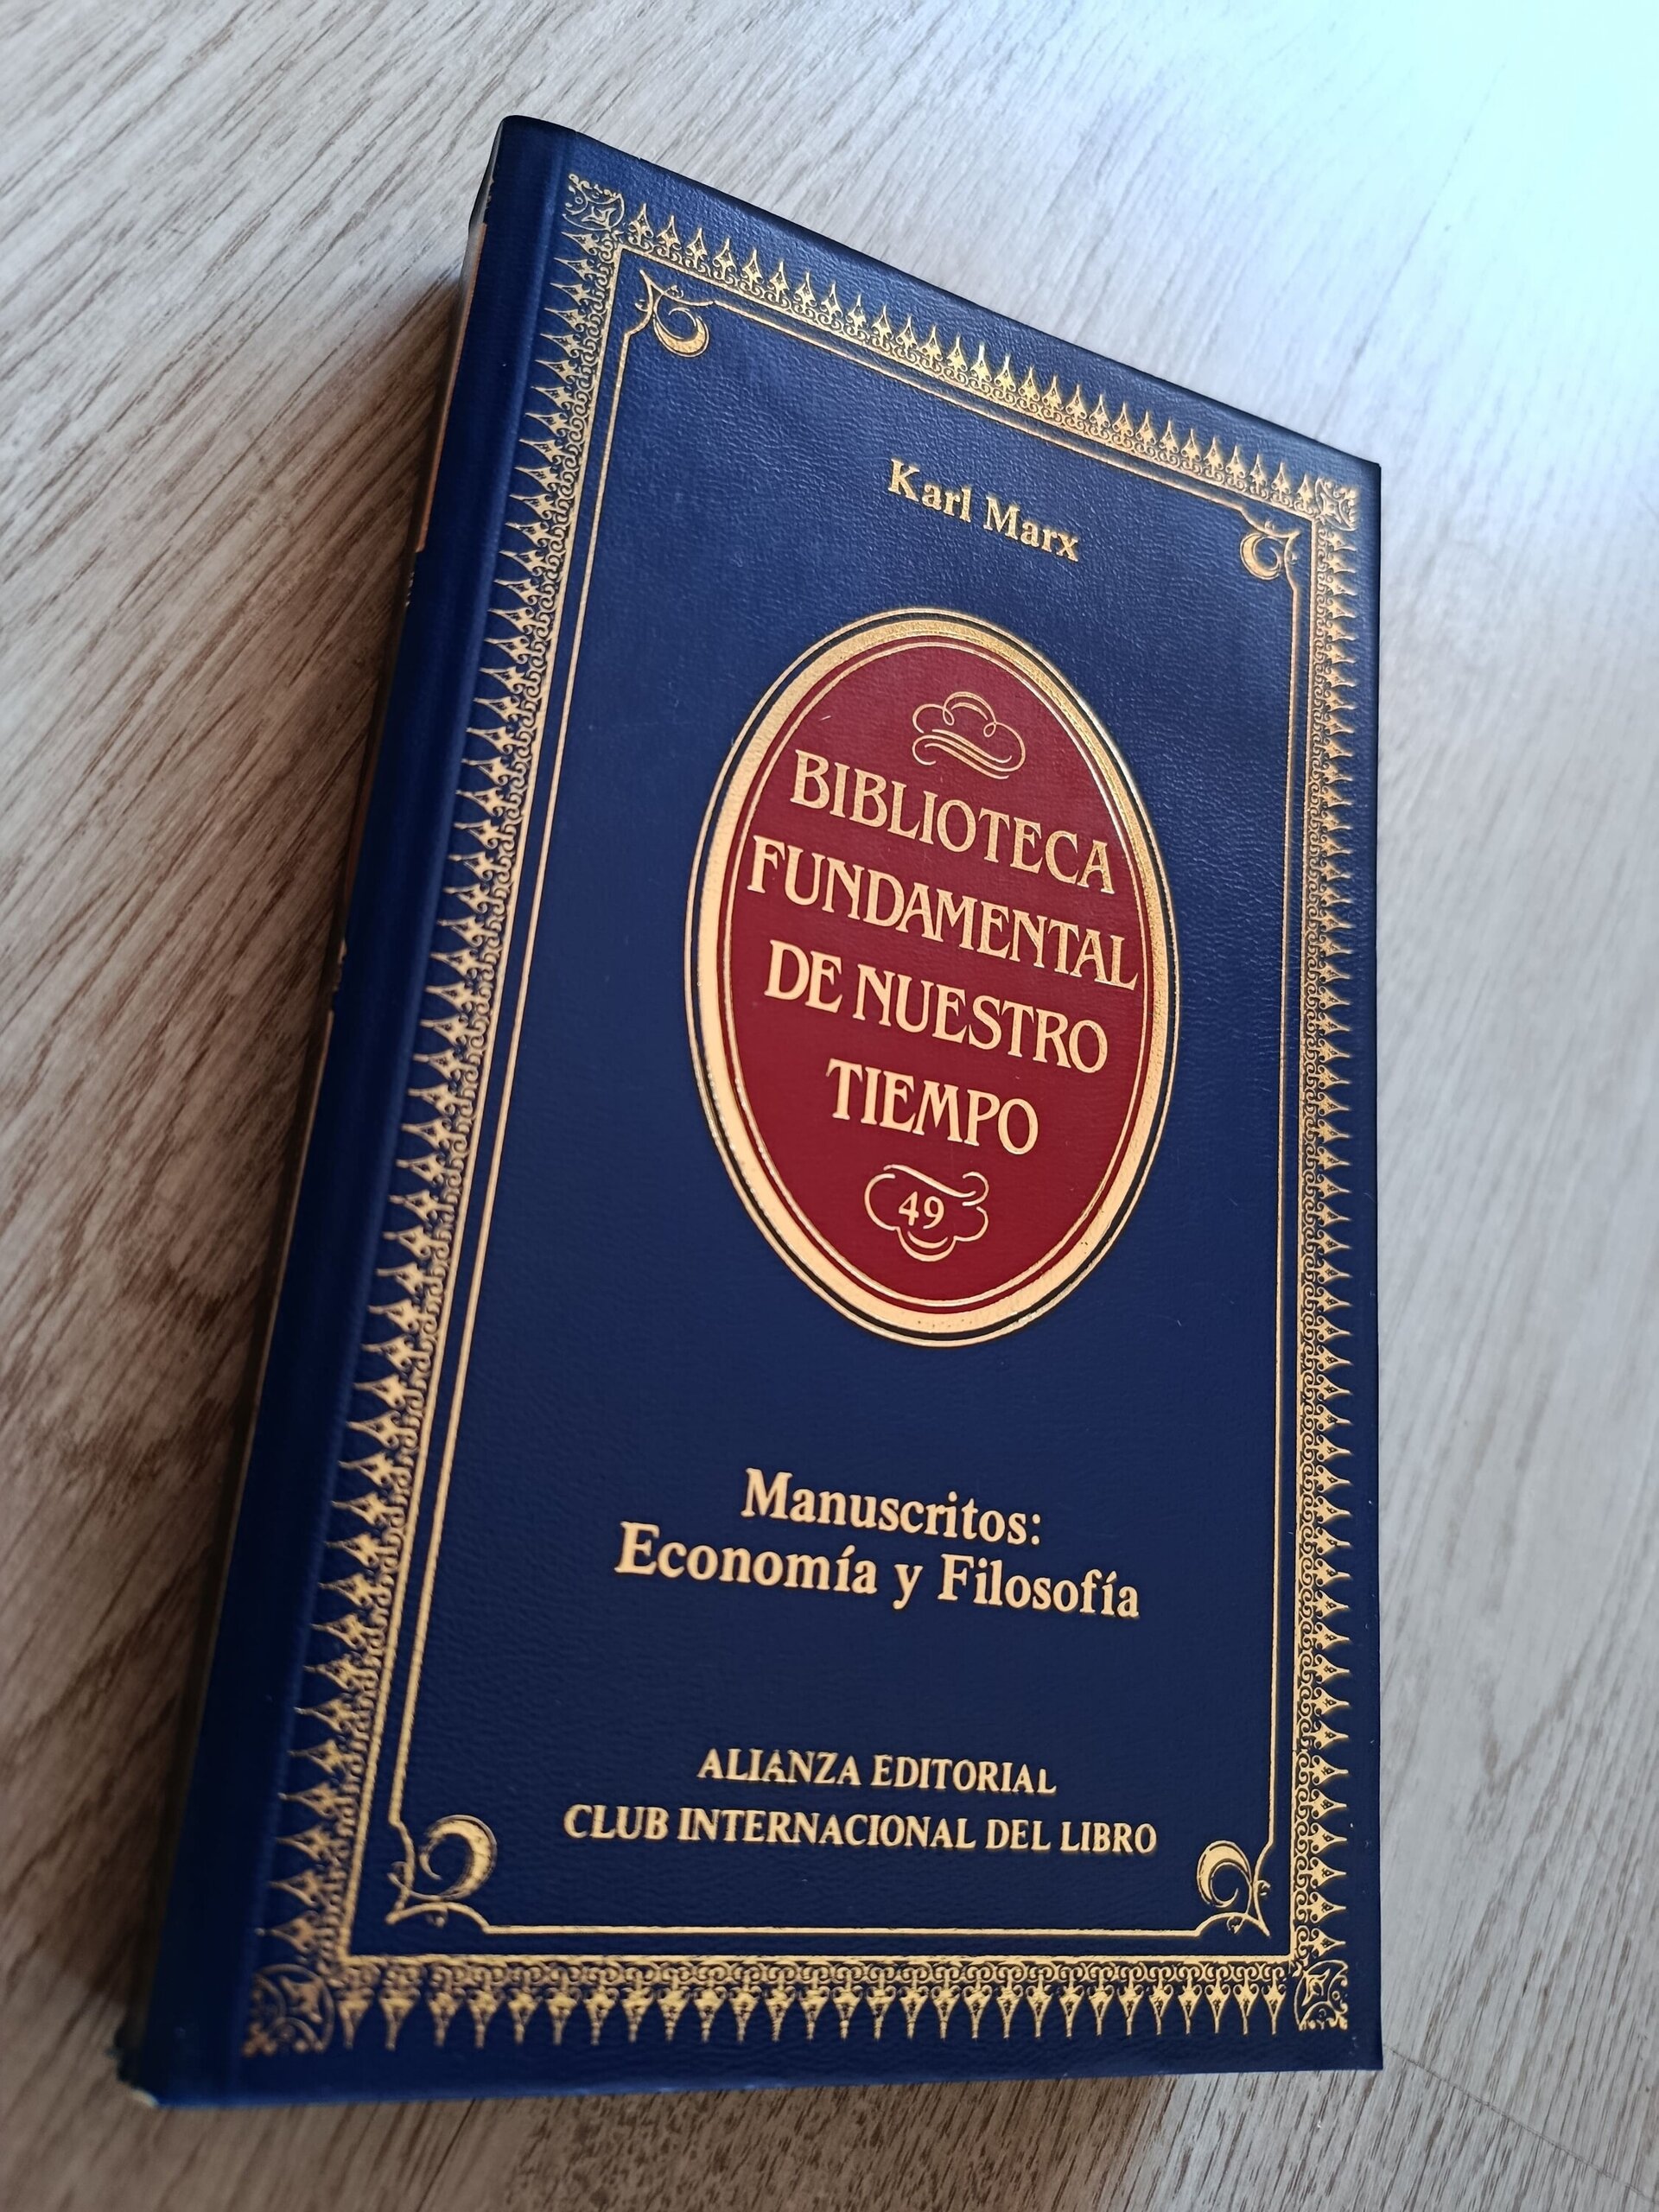 Karl Marx
BIBLIOTECA
FUNDAMENTAL
DE NUESTRO
TIEMPO
49
Manuscritos:
Economía y Filosofía
ALIANZA EDITORIAL
CLUB INTERNACIONAL DEL LIBRO